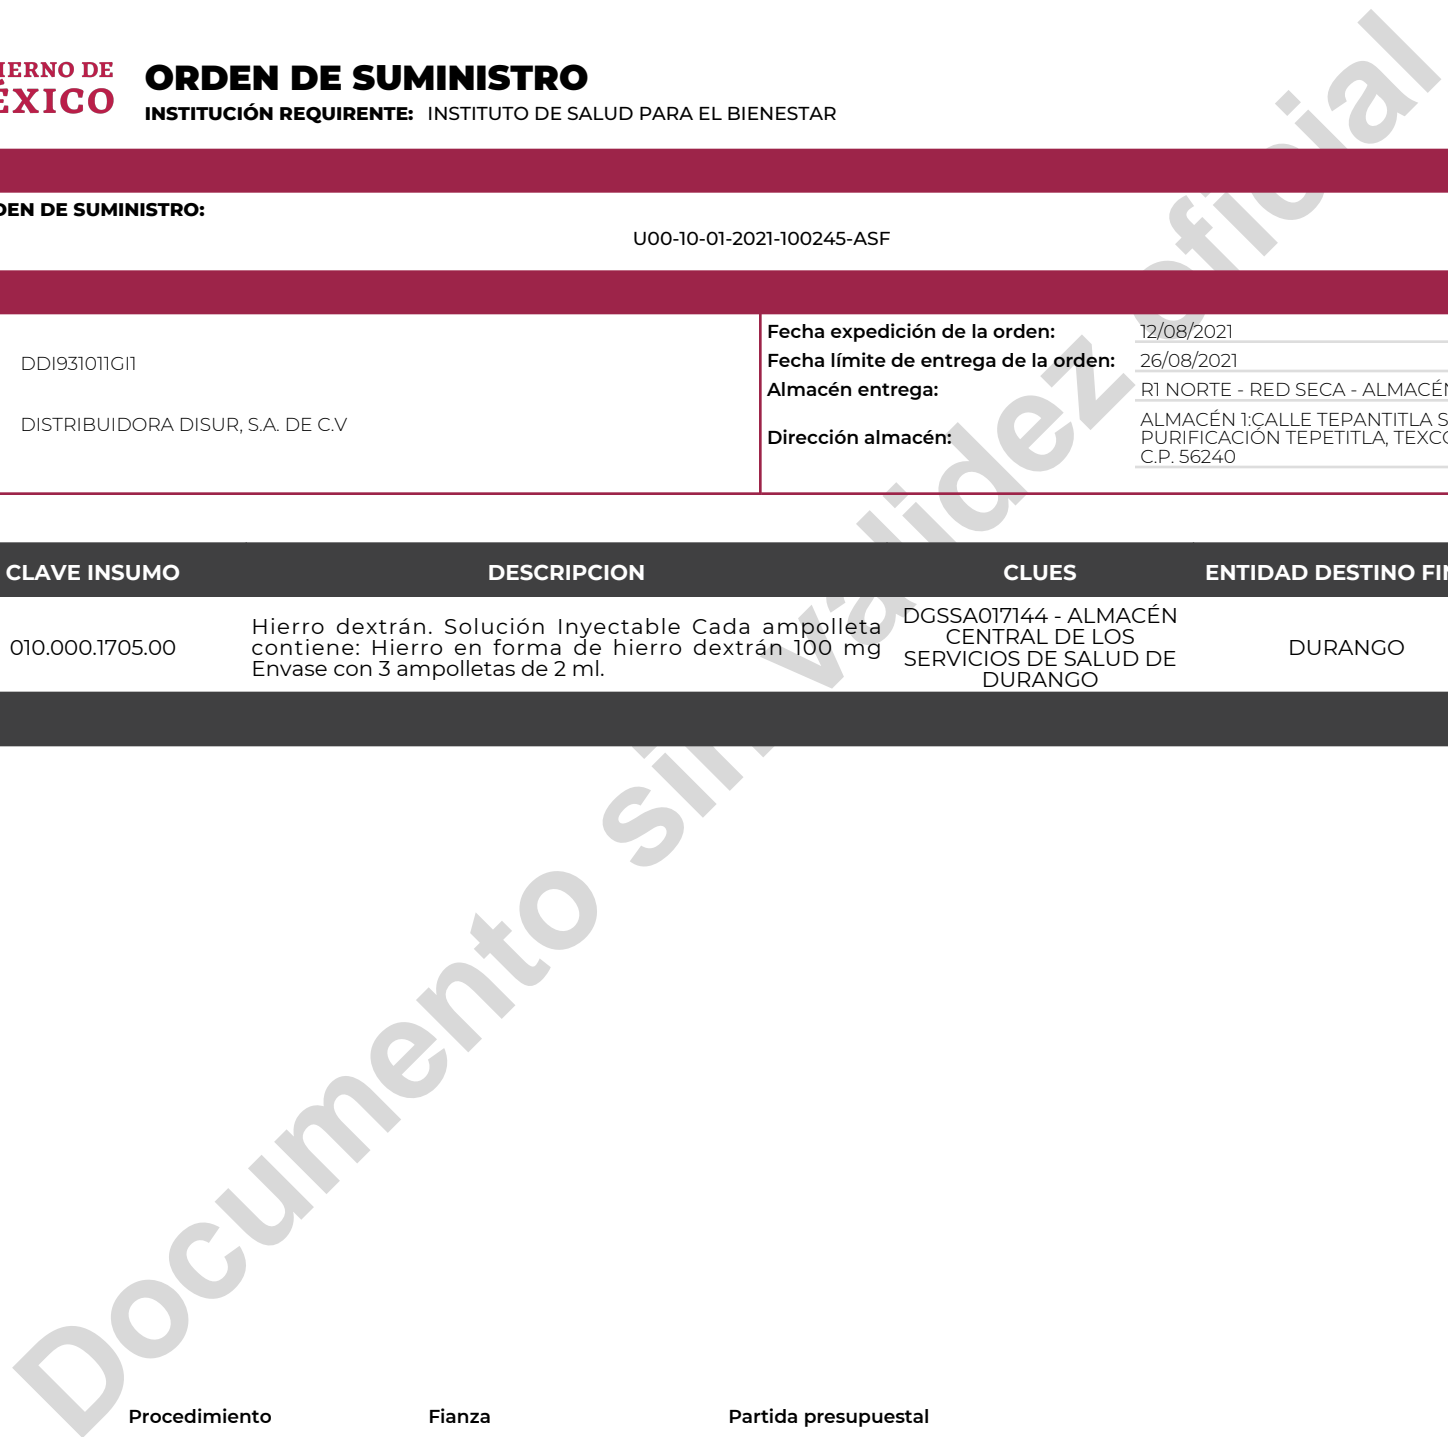 IERNO DE
ÉXICO
ORDEN DE SUMINISTRO
INSTITUCIÓN REQUIRENTE: INSTITUTO DE SALUD PARA EL BIENESTAR
DEN DE SUMINISTRO:
U00-10-01-2021-100245-ASF
DDI931011GI1
DISTRIBUIDORA DISUR, S.A. DE C.V
Fecha expedición de la orden: 12/08/2021
Fecha límite de entrega de la orden: 26/08/2021
Almacén entrega: R1 NORTE - RED SECA - ALMACÉN
Dirección almacén: ALMACÉN 1:CALLE TEPANTITLA S
PURIFICACIÓN TEPETITLA, TEXCO
C.P. 56240
CLAVE INSUMO DESCRIPCION CLUES ENTIDAD DESTINO FIN
010.000.1705.00
Hierro dextrán. Solución Inyectable Cada ampolleta
contiene: Hierro en forma de hierro dextrán 100 mg
Envase con 3 ampolletas de 2 ml.
DGSSA017144 - ALMACÉN
CENTRAL DE LOS
SERVICIOS DE SALUD DE
DURANGO
DURANGO
Documento sin validez oficial
Procedimiento Fianza Partida presupuestal